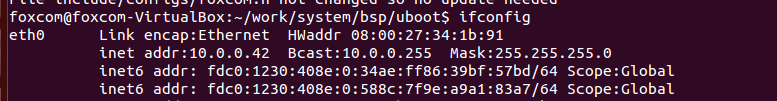 file include/configs/foxcom.h not changed so no update needed
foxcom@foxcom-VirtualBox:~/work/system/bsp/uboot$ ifconfig
eth0      Link encap:Ethernet  HWaddr 08:00:27:34:1b:91
          inet addr:10.0.0.42  Bcast:10.0.0.255  Mask:255.255.255.0
          inet6 addr: fdc0:1230:408e:0:34ae:ff86:39bf:57bd/64 Scope:Global
          inet6 addr: fdc0:1230:408e:0:588c:7f9e:a9a1:83a7/64 Scope:Global